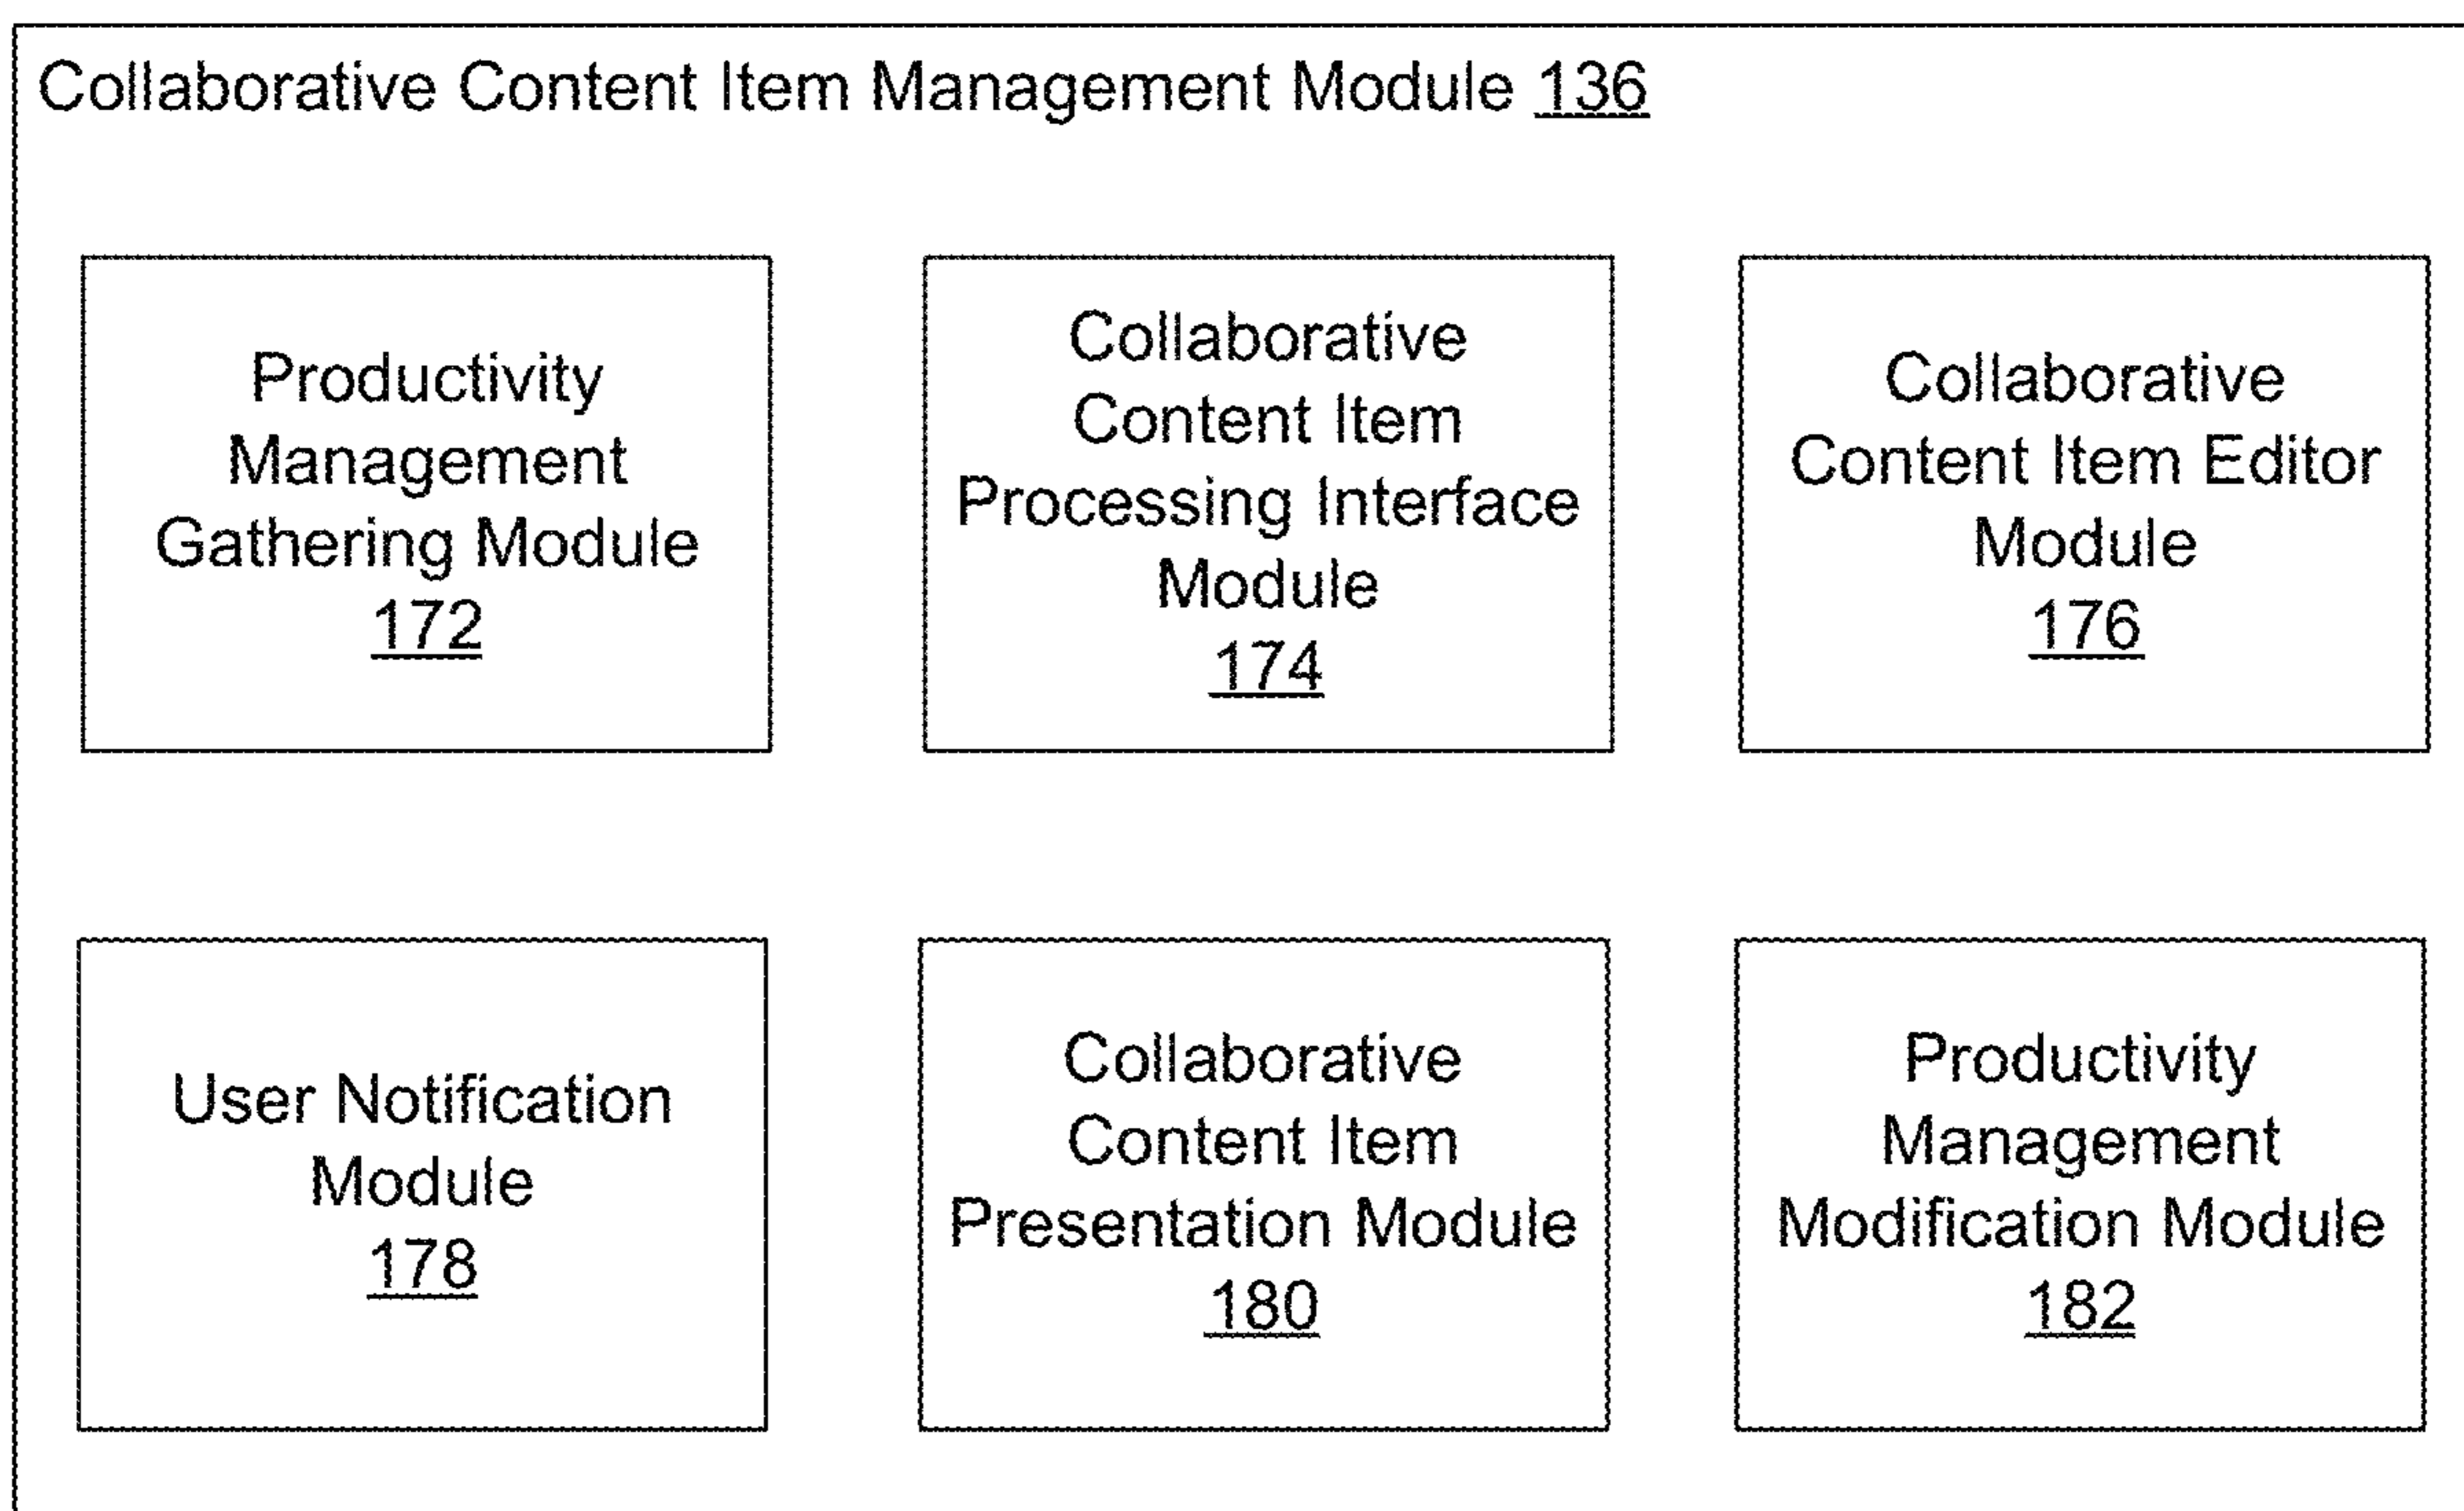 Collaborative Content Item Management Module 136
Productivity
Management
Gathering Module
172
Collaborative
Content Item
Processing Interface
Module
174
Collaborative
Content Item Editor
Module
176
User Notification
Module
178
Collaborative
Content Item
Presentation Module
180
Productivity
Management
Modification Module
182